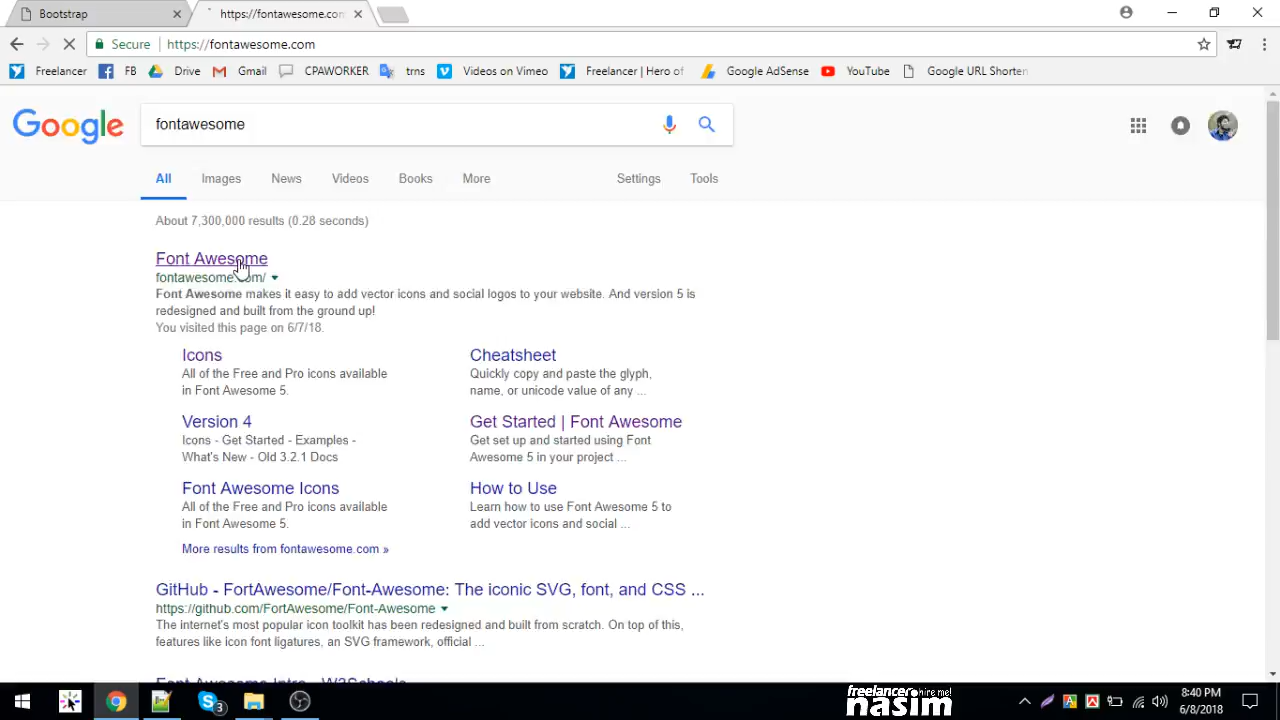 Bootstrap
https://fontawesome.com
Secure
https://fontawesome.com
Freelancer
FB
Drive
Gmail
CPAWORKER
trns
Videos on Vimeo
Freelancer | Hero of
Google AdSense
YouTube
Google URL Shorten
Google
fontawesome
All
Images
News
Videos
Books
More
Settings
Tools
About 7,300,000 results (0.28 seconds)
Font Awesome
fontawesome.com/
Font Awesome makes it easy to add vector icons and social logos to your website. And version 5 is
redesigned and built from the ground up!
You visited this page on 6/7/18.
Icons
All of the Free and Pro icons available
in Font Awesome 5.
Cheatsheet
Quickly copy and paste the glyph,
name, or unicode value of any ...
Version 4
Icons - Get Started - Examples -
What's New - Old 3.2.1 Docs
Get Started | Font Awesome
Get set up and started using Font
Awesome 5 in your project ...
Font Awesome Icons
All of the Free and Pro icons available
in Font Awesome 5.
How to Use
Learn how to use Font Awesome 5 to
add vector icons and social ...
More results from fontawesome.com »
GitHub - FortAwesome/Font-Awesome: The iconic SVG, font, and CSS ...
https://github.com/FortAwesome/Font-Awesome
The internet's most popular icon toolkit has been redesigned and built from scratch. On top of this,
features like icon font ligatures, an SVG framework, official ...
Font Awesome Intro - W3Schools
3
freelancer hire me!
nasim
8:40 PM
6/8/2018